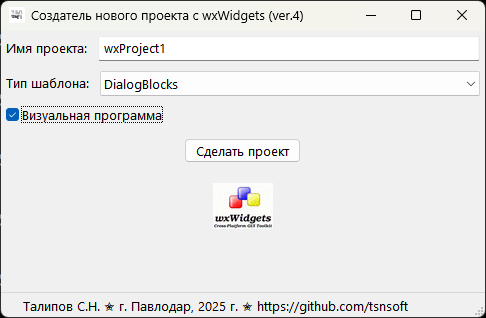 Создатель нового проекта с wxWidgets (ver.4)
Имя проекта: wxProject1
Тип шаблона: DialogBlocks
Визуальная программа
Сделать проект
wxWidgets
Cross-Platform GUI Toolkit
Талипов С.Н. ✭ г. Павлодар, 2025 г. ✭ https://github.com/tsnsoft